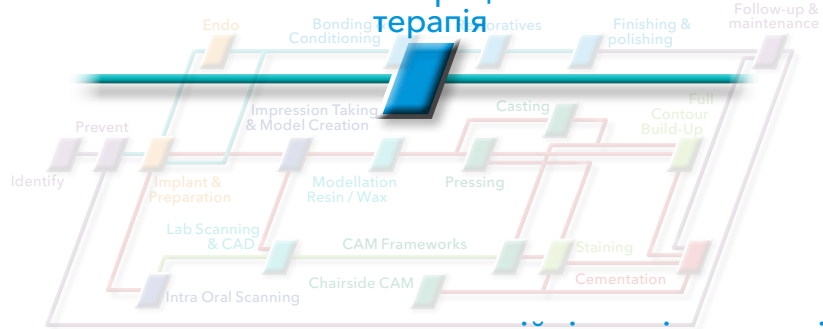 терапія
Endo
Bonding &
Conditioning
Finishing &
polishing
Follow-up &
maintenance
Impression Taking
& Model Creation
Casting
Full
Contour
Build-Up
Prevent
Identify
Implant &
Preparation
Modellation
Resin / Wax
Pressing
Lab Scanning
& CAD
CAM Frameworks
Staining
Chairside CAM
Cementation
Intra Oral Scanning